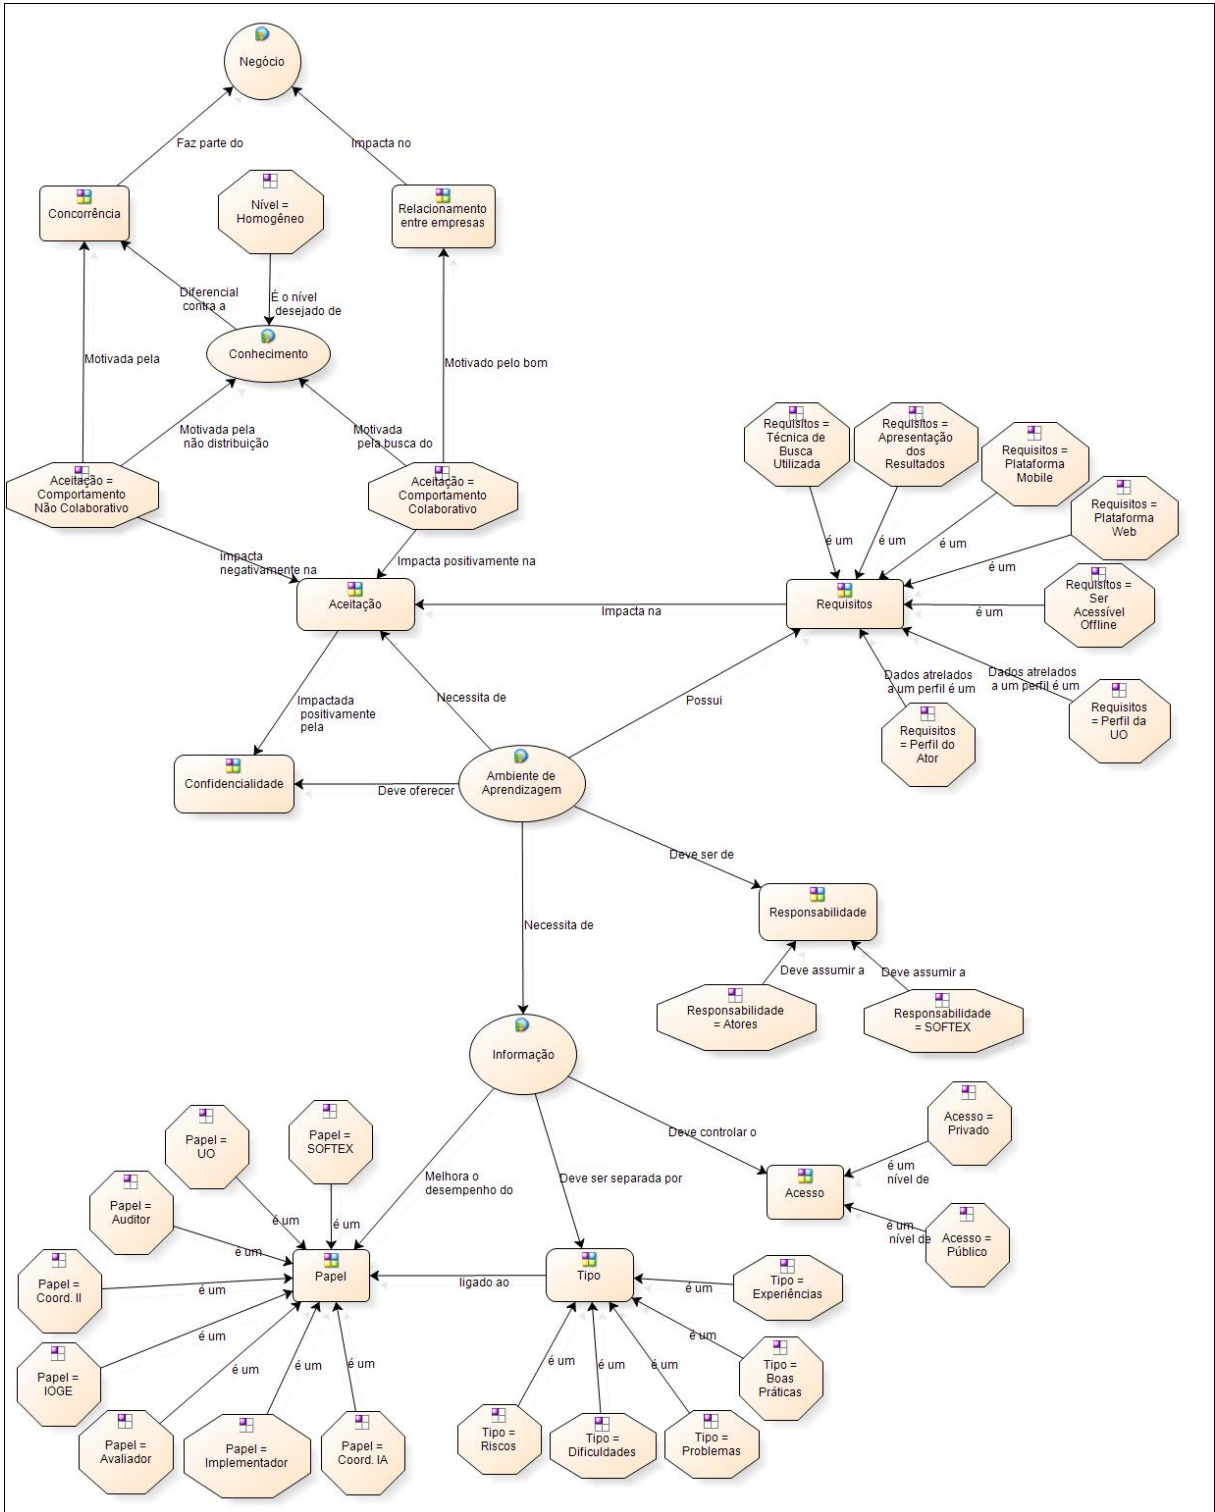 Negócio
Faz parte do
Impacta no
Concorrência
Nível =
Homogêneo
Relacionamento
entre empresas
Diferencial
contra a
É o nível
desejado de
Conhecimento
Motivada pela
Motivado pelo bom
Motivada pela
não distribuição
Motivada
pela busca do
Aceitação =
Comportamento
Não Colaborativo
Aceitação =
Comportamento
Colaborativo
Requisitos =
Técnica de
Busca
Utilizada
Requisitos =
Apresentação
dos
Resultados
Requisitos =
Plataforma
Mobile
Requisitos =
Plataforma
Web
é um
é um
é um
é um
impacta
negativamente na
Impacta positivamente na
Aceitação
Impacta na
Requisitos
é um
Requisitos =
Ser
Acessível
Offline
Impactada
positivamente
pela
Necessita de
Possui
Dados atrelados
a um perfil é um
Dados atrelados
a um perfil é um
Requisitos
= Perfil do
Ator
Requisitos
= Perfil da
UO
Confidencialidade
Deve oferecer
Ambiente de
Aprendizagem
Deve ser de
Responsabilidade
Necessita de
Deve assumir a
Deve assumir a
Responsabilidade
= Atores
Responsabilidade
= SOFTEX
Informação
Deve controlar o
Acesso =
Privado
é um
nível de
Acesso
é um
nível de
Acesso =
Público
Melhora o
desempenho do
Deve ser separada por
Papel =
UO
Papel =
SOFTEX
Papel =
Auditor
é um
é um
é um
Papel =
Coord. II
é um
Papel
ligado ao
Tipo
é um
Tipo =
Experiências
Papel =
IOGE
é um
é um
é um
é um
é um
é um
é um
é um
Tipo =
Boas
Práticas
Papel =
Avaliador
Papel =
Implementador
Papel =
Coord. IA
Tipo =
Riscos
Tipo =
Dificuldades
Tipo =
Problemas